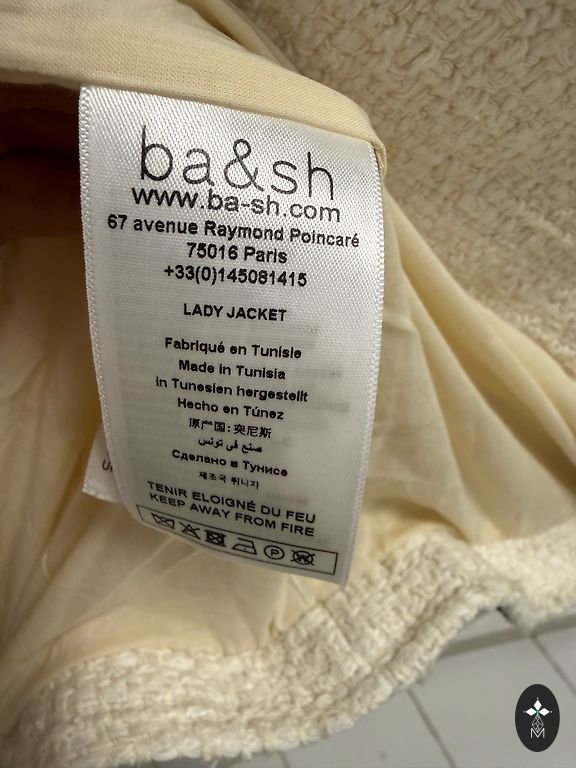 ba&sh
www.ba-sh.com
67 avenue Raymond Poincaré
75016 Paris
+33(0)145081415
LADY JACKET
Fabriqué en Tunisie
Made in Tunisia
in Tunesien hergestellt
Hecho en Túnez
原产国: 突尼斯
صنع في تونس
Сделано в Тунисе
제조국 튀니지
TENIR ELOIGNÉ DU FEU
KEEP AWAY FROM FIRE
P
W
M